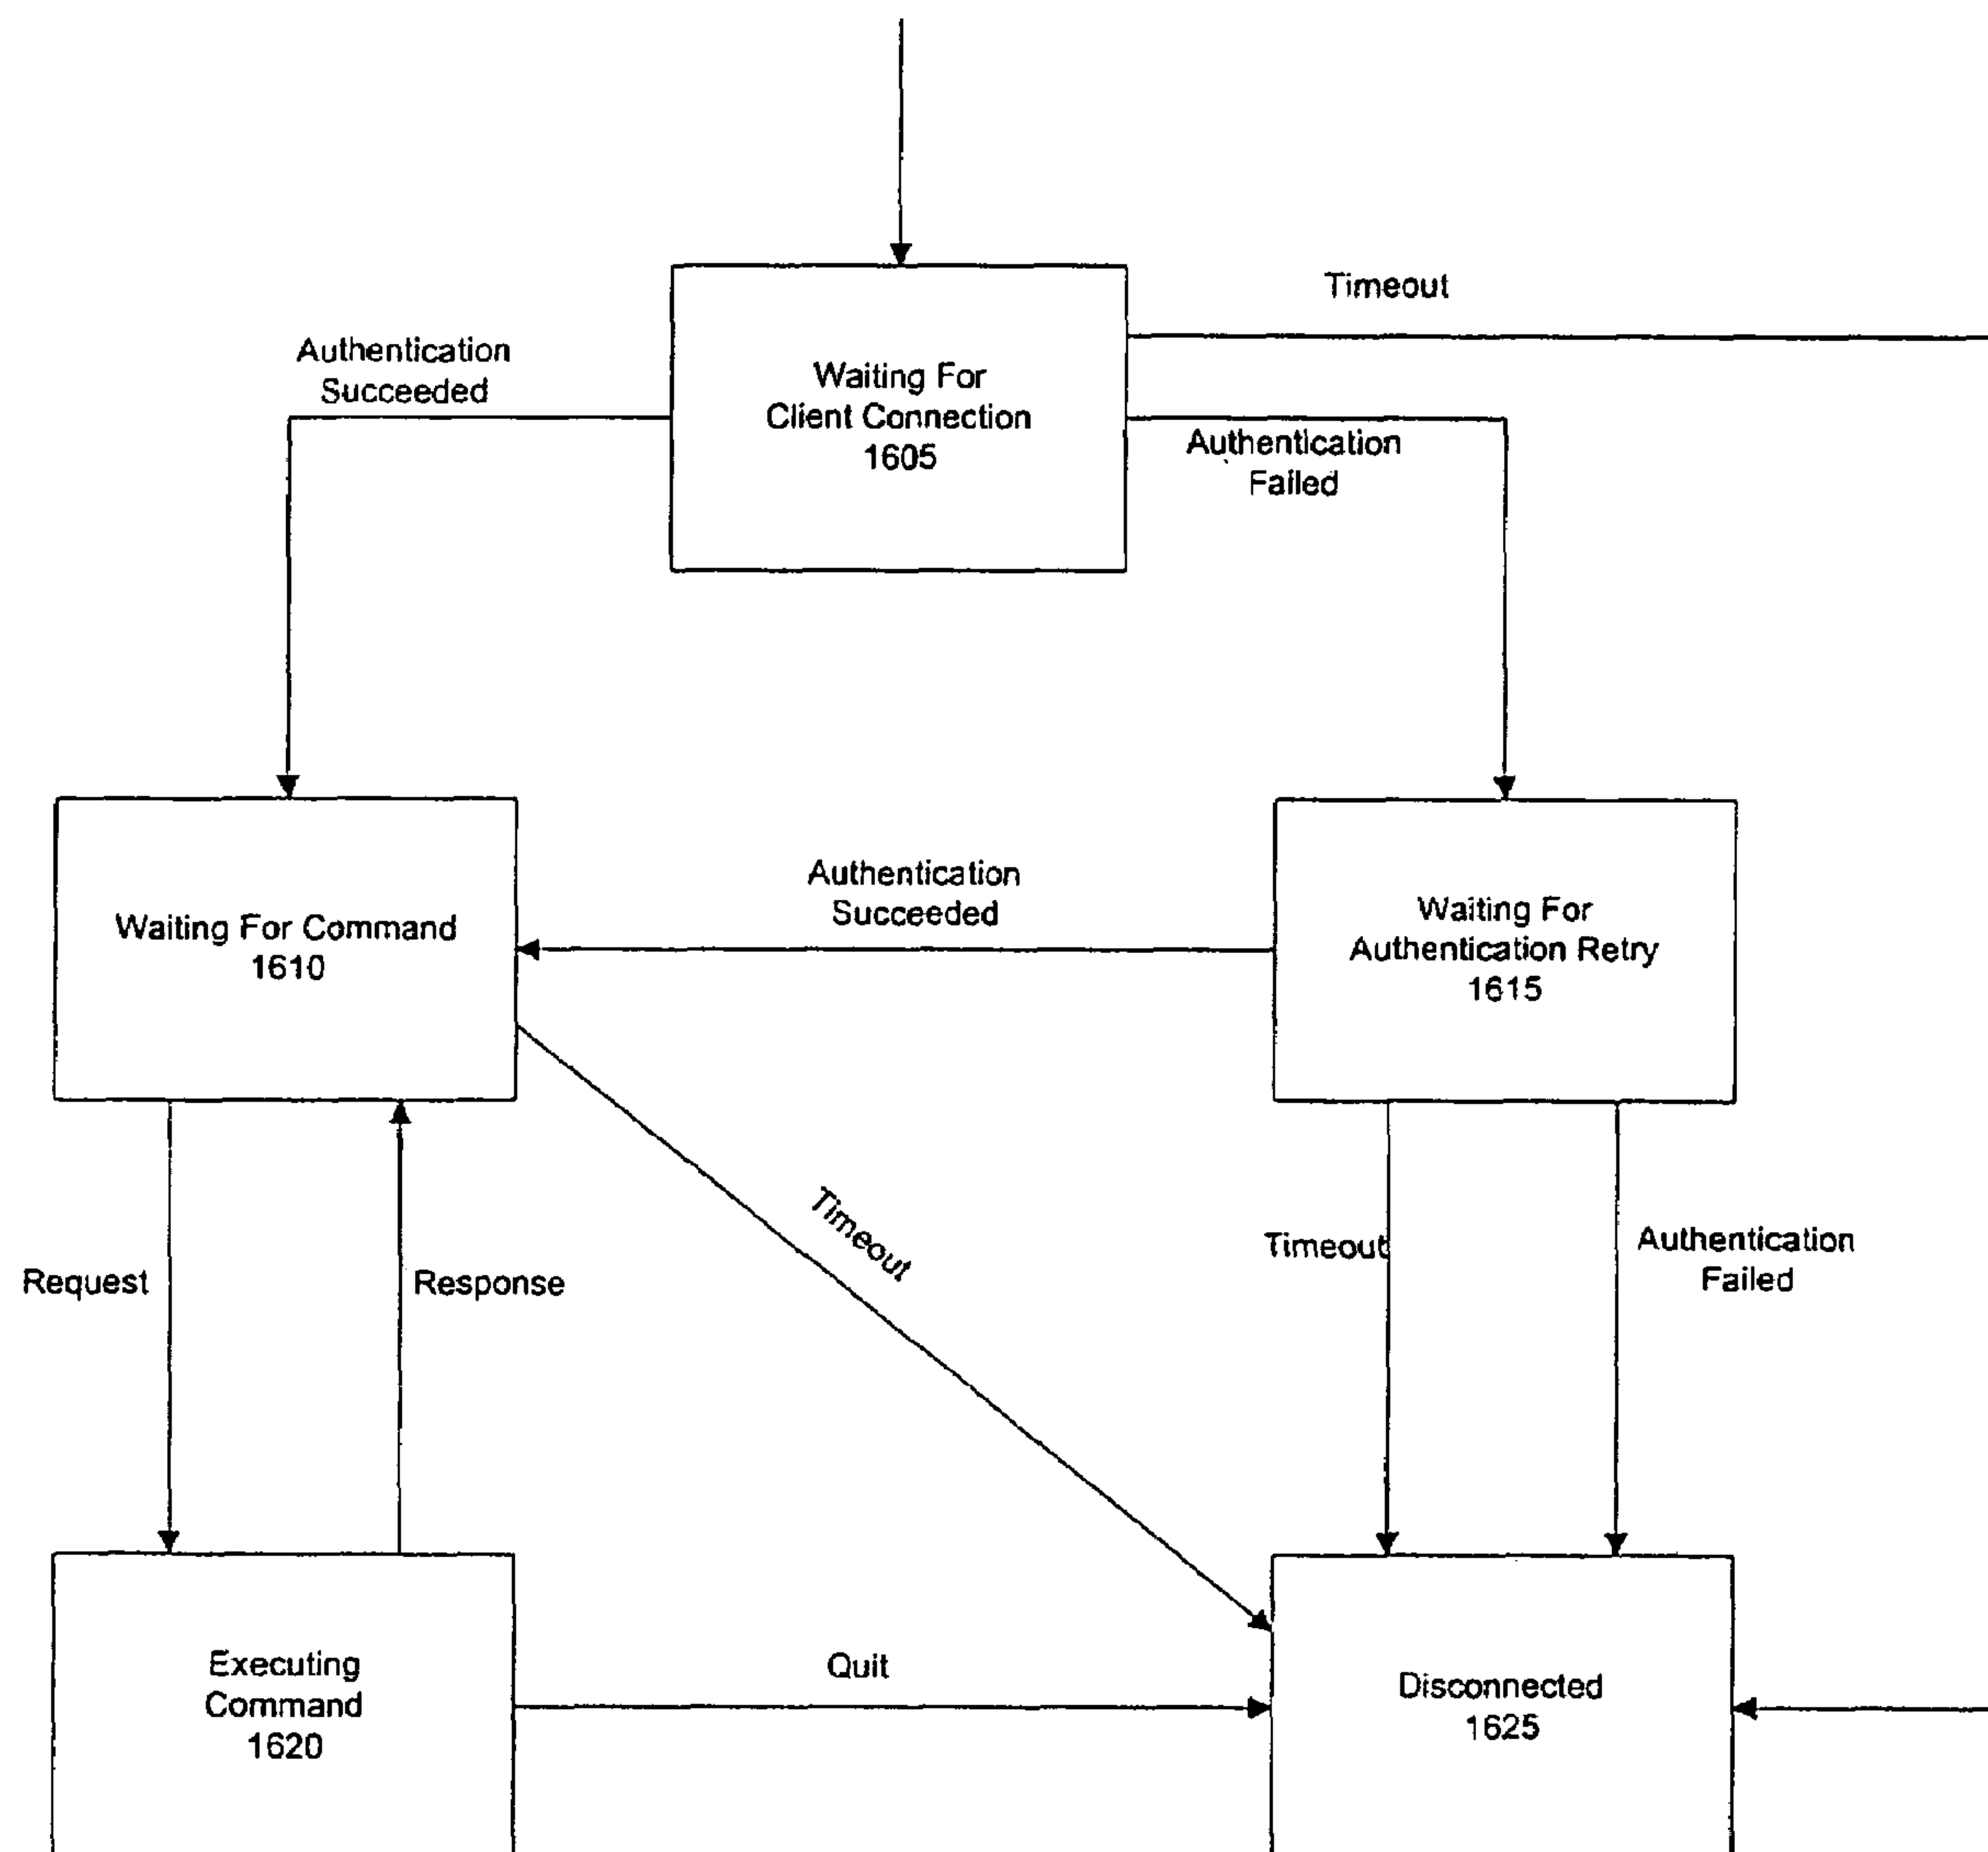 Timeout
Authentication
Succeeded
Waiting For
Client Connection
1605
Authentication
Failed
Waiting For Command
1610
Authentication
Succeeded
Waiting For
Authentication Retry
1615
Request
Response
Timeout
Timeout
Authentication
Failed
Executing
Command
1620
Quit
Disconnected
1625